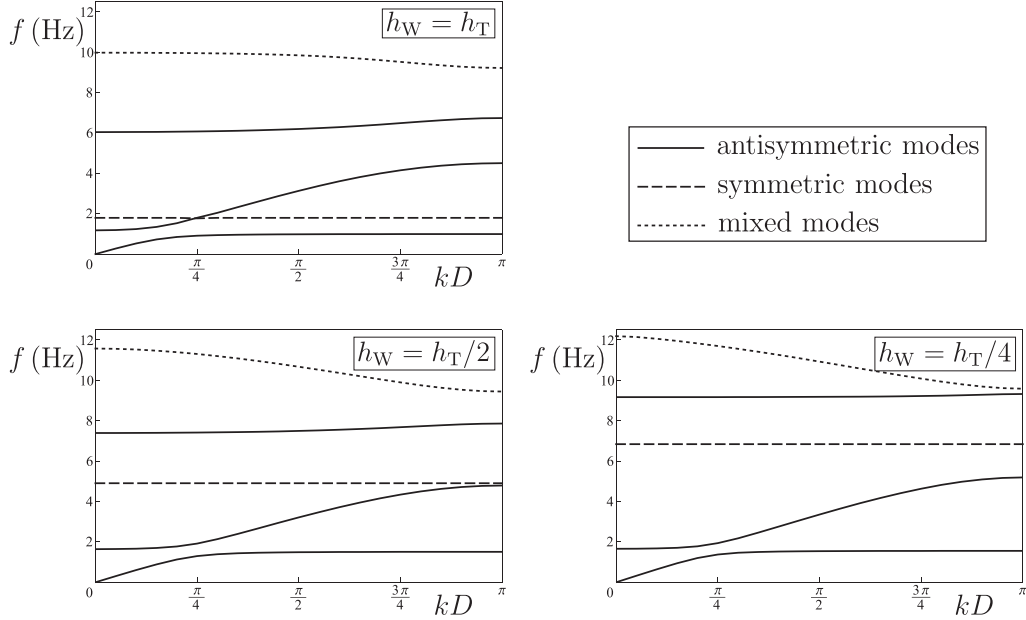 f (Hz)
12
10
8
6
4
2
0
h_W = h_T
π/4
π/2
3π/4
π
kD
antisymmetric modes
symmetric modes
mixed modes
f (Hz)
12
10
8
6
4
2
0
h_W = h_T/2
π/4
π/2
3π/4
π
kD
f (Hz)
12
10
8
6
4
2
0
h_W = h_T/4
π/4
π/2
3π/4
π
kD